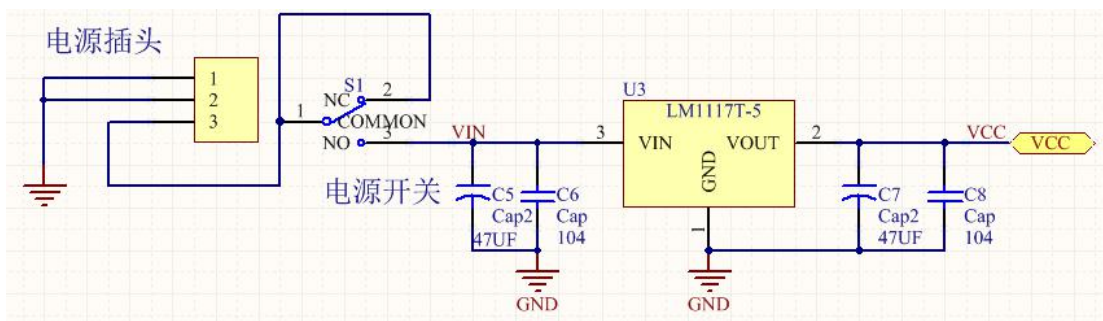 电源插头
1
2
3
1
NC
S1
2
COMMON
3
NO
电源开关
VIN
C5
Cap2
47UF
C6
Cap
104
GND
U3
LM1117T-5
3
VIN
VOUT
2
GND
1
GND
VCC
VCC
C7
Cap2
47UF
C8
Cap
104